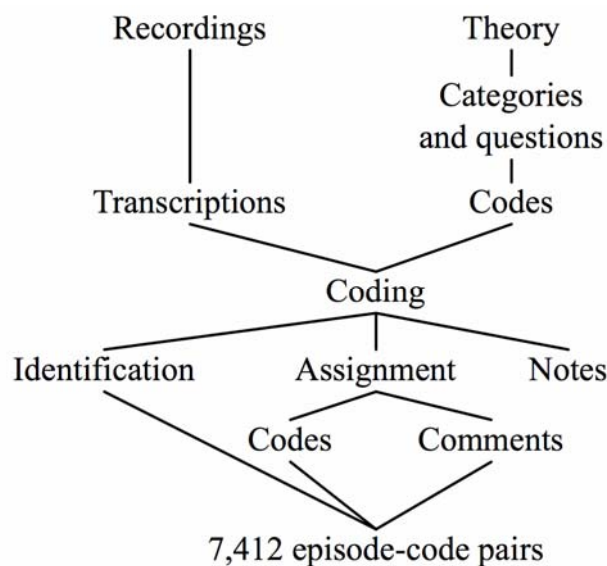 Recordings
Theory
Categories
and questions
Transcriptions
Codes
Coding
Identification
Assignment
Notes
Codes
Comments
7,412 episode-code pairs